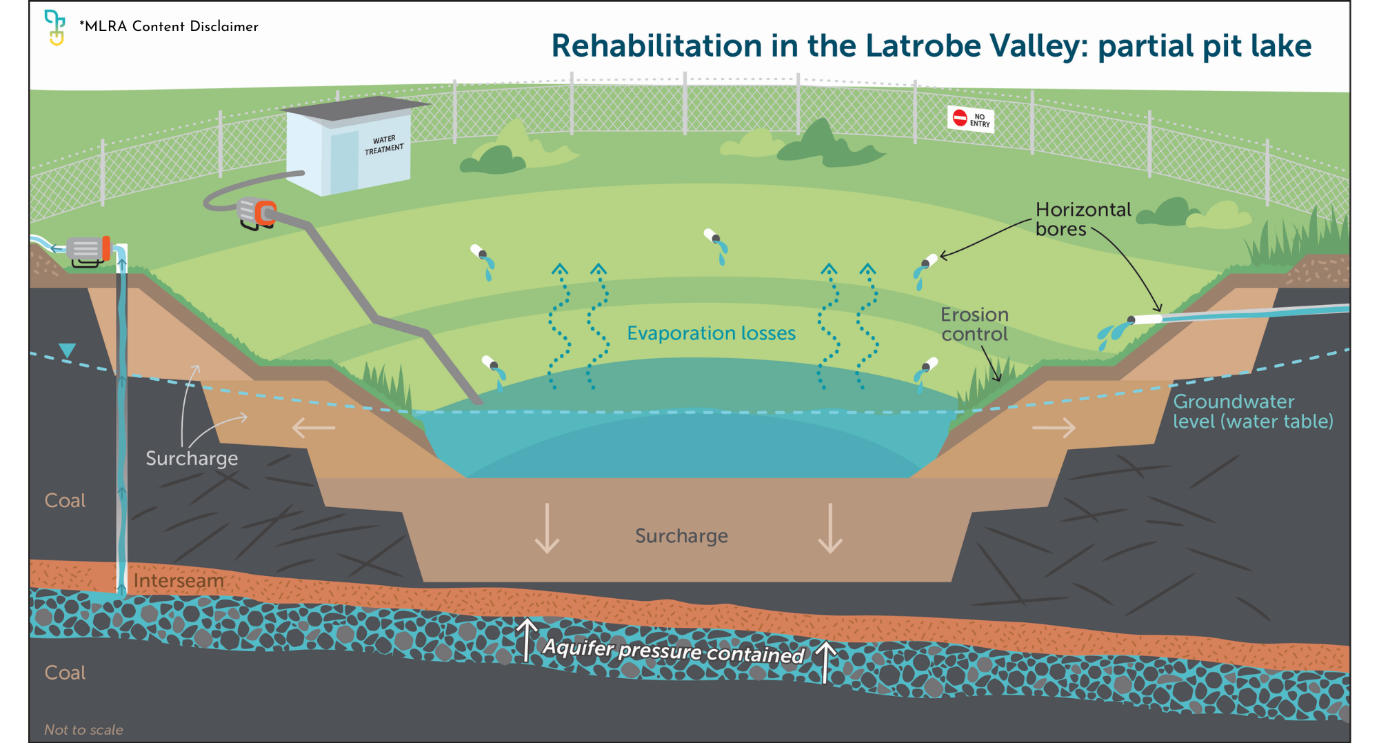 *MLRA Content Disclaimer
Rehabilitation in the Latrobe Valley: partial pit lake
NO
ENTRY
WATER
TREATMENT
Horizontal
bores
Erosion
control
Evaporation losses
Groundwater
level (water table)
Surcharge
Coal
Surcharge
Interseam
Aquifer pressure contained
Coal
Not to scale